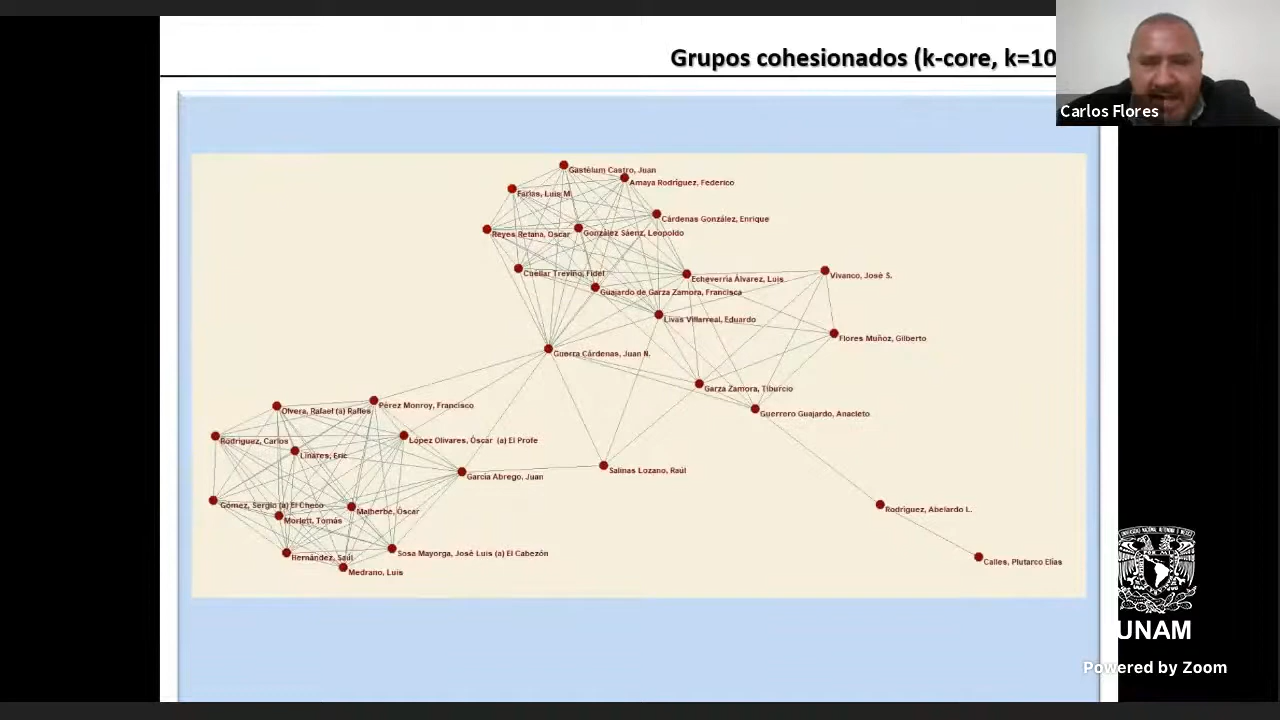 Grupos cohesionados (k-core, k=10
Carlos Flores
Gastélum Castro, Juan
Amaya Rodríguez, Federico
Farías, Luis M.
Cárdenas González, Enrique
Reyes Retana, Óscar
González Sáenz, Leopoldo
Cuéllar Treviño, Fidel
Echeverría Álvarez, Luis
Vivanco, José S.
Guajardo de Garza Zamora, Francisca
Livas Villarreal, Eduardo
Flores Muñoz, Gilberto
Guerra Cárdenas, Juan N.
Garza Zamora, Tiburcio
Guerrero Guajardo, Anacleto
Pérez Monroy, Francisco
Olvera, Rafael (a) Rafles
Rodríguez, Carlos
López Olivares, Óscar (a) El Profe
Linares, Eric
García Abrego, Juan
Salinas Lozano, Raúl
Gómez, Sergio (a) El Checo
Malherbe, Óscar
Morlett, Tomás
Rodríguez, Abelardo L.
Hernández, Saúl
Sosa Mayorga, José Luis (a) El Cabezón
Medrano, Luis
Calles, Plutarco Elías
UNAM
Powered by Zoom